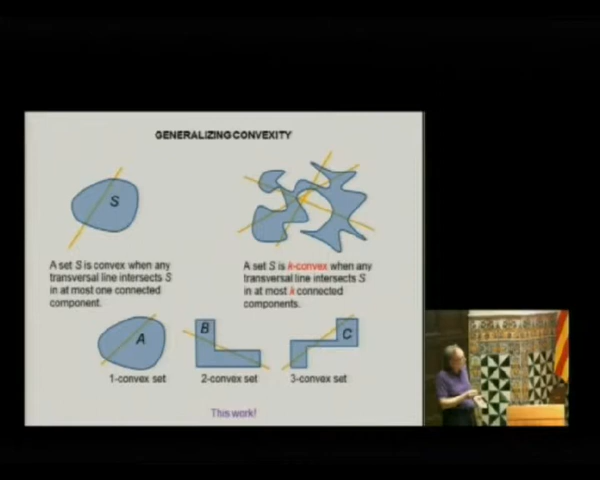 GENERALIZING CONVEXITY
S
A set S is convex when any
transversal line intersects S
in at most one connected
component.
A set S is k-convex when any
transversal line intersects S
in at most k connected
components.
A
B
C
1-convex set
2-convex set
3-convex set
This work!